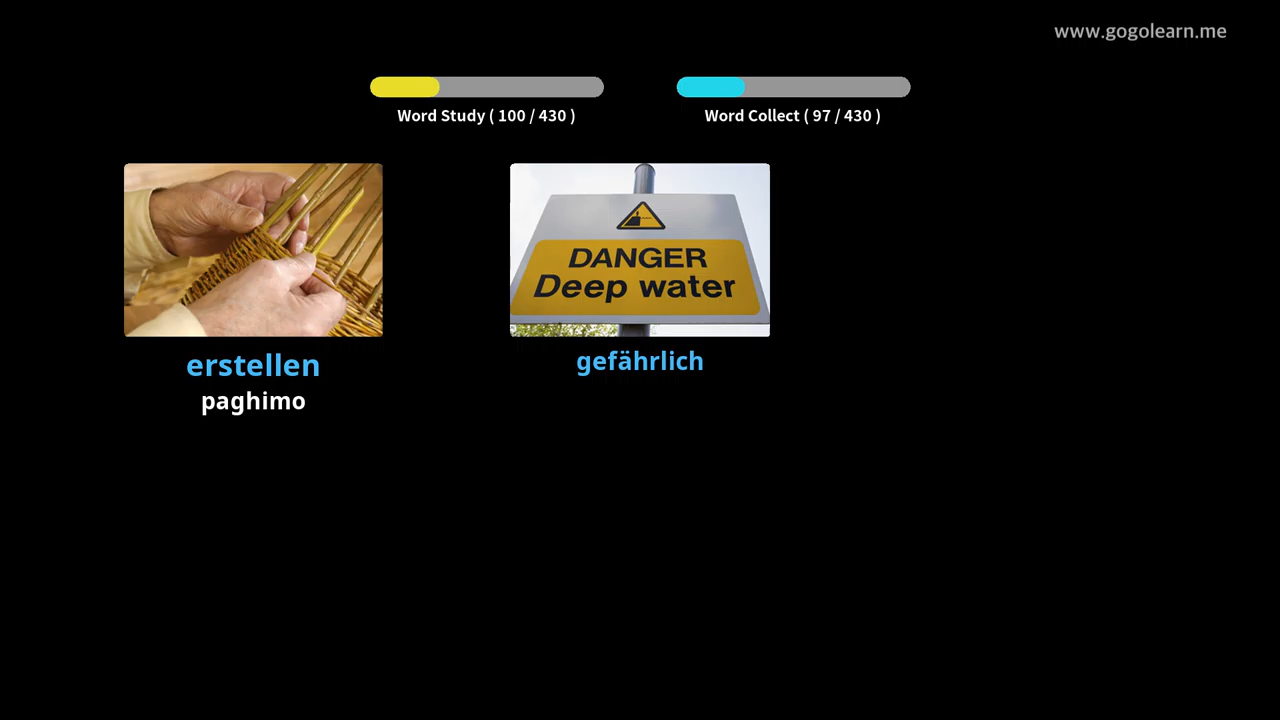 www.gogolearn.me
Word Study ( 100 / 430 )
Word Collect ( 97 / 430 )
DANGER
Deep water
erstellen
paghimo
gefährlich